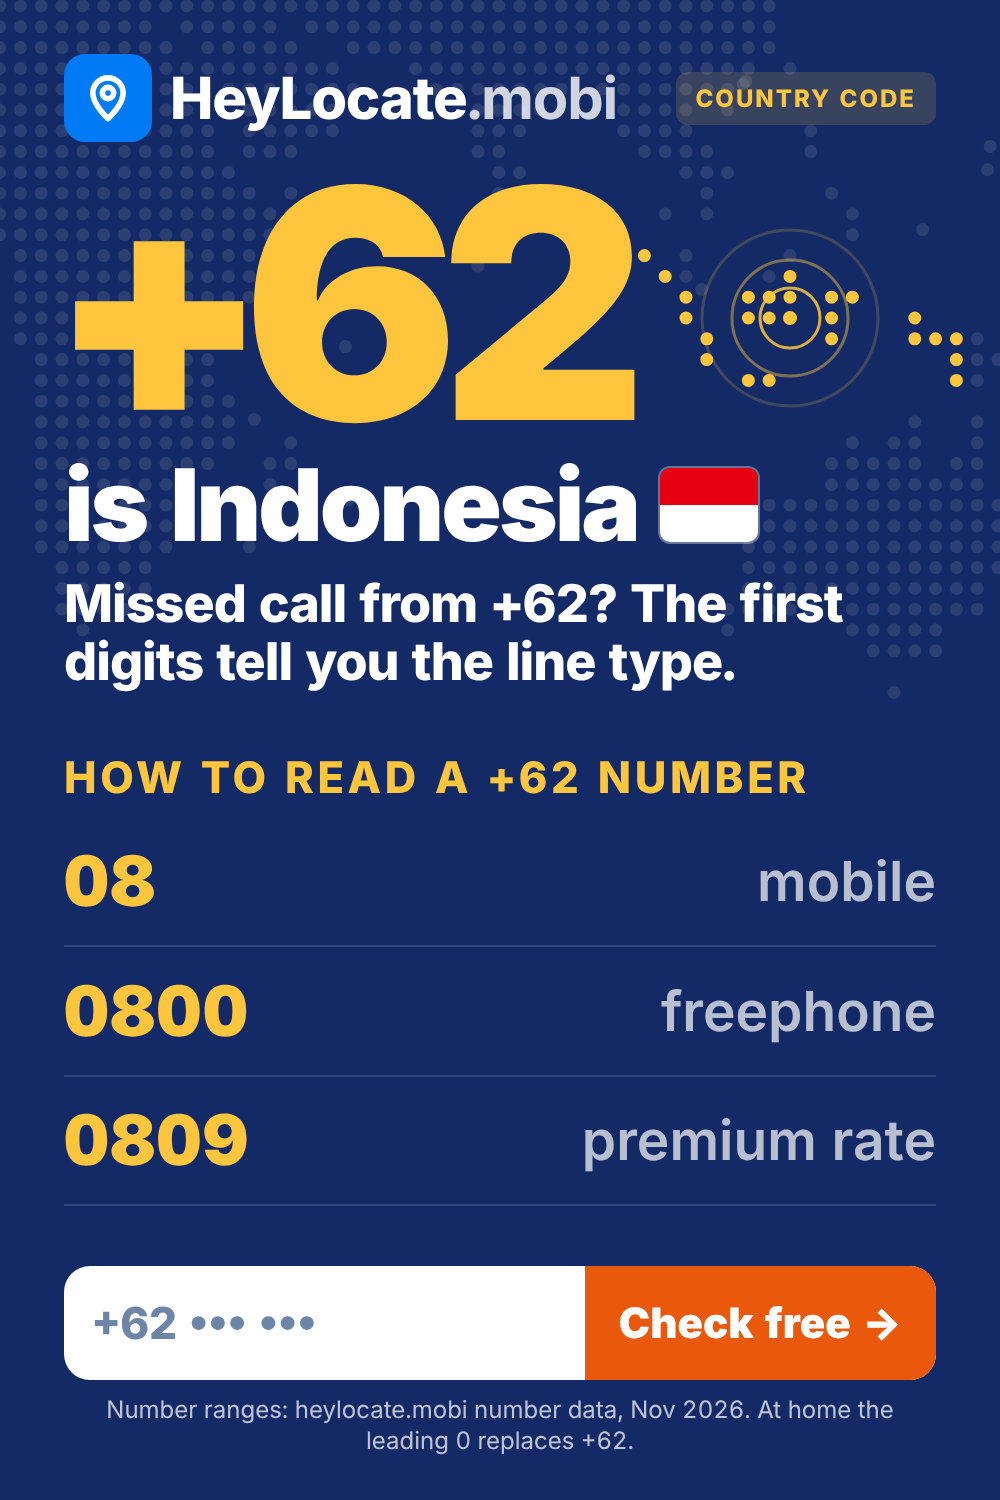 HeyLocate.mobi
COUNTRY CODE
+62
is Indonesia
Missed call from +62? The first
digits tell you the line type.
HOW TO READ A +62 NUMBER
08 mobile
0800 freephone
0809 premium rate
+62 ••• •••
Check free →
Number ranges: heylocate.mobi number data, Nov 2026. At home the
leading 0 replaces +62.